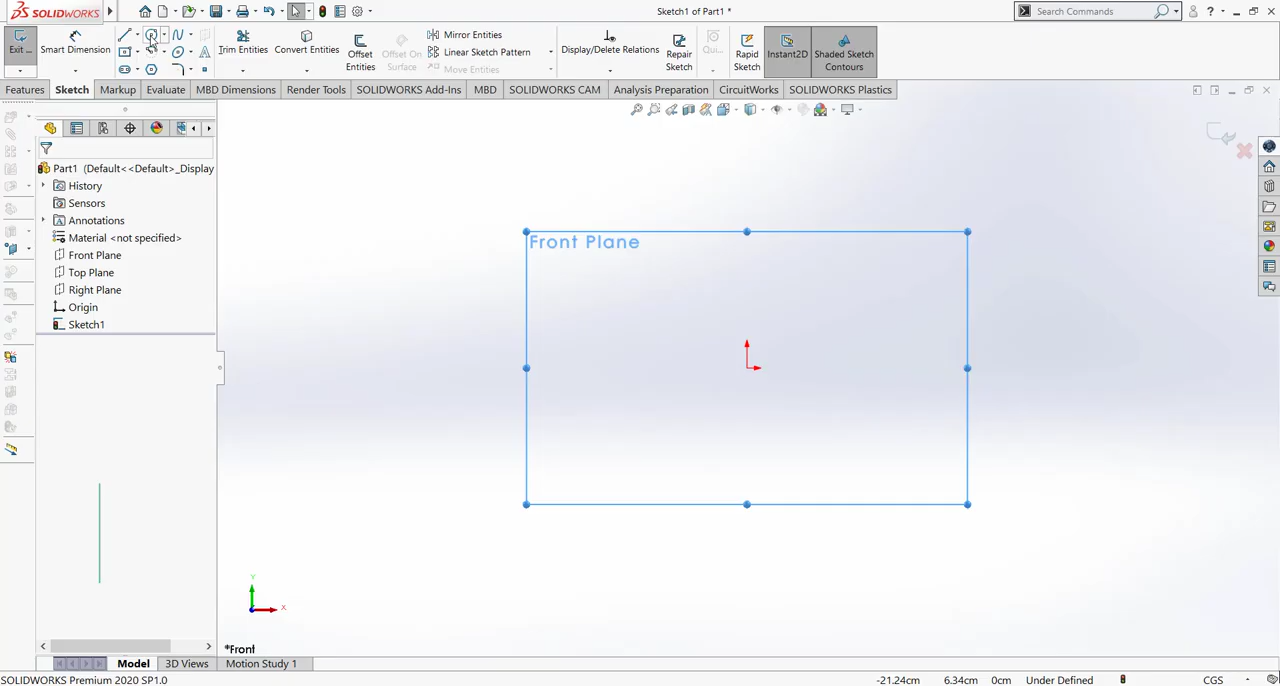 SOLIDWORKS
Sketch1 of Part1 *
Search Commands
?
Exit ...
Smart Dimension
Trim Entities
Convert Entities
Offset Entities
Offset On Surface
Mirror Entities
Linear Sketch Pattern
Move Entities
Display/Delete Relations
Repair Sketch
Qui...
Rapid Sketch
Instant2D
Shaded Sketch Contours
Features
Sketch
Markup
Evaluate
MBD Dimensions
Render Tools
SOLIDWORKS Add-Ins
MBD
SOLIDWORKS CAM
Analysis Preparation
CircuitWorks
SOLIDWORKS Plastics
Part1 (Default<<Default>_Display
History
Sensors
Annotations
Material <not specified>
Front Plane
Top Plane
Right Plane
Origin
Sketch1
Front Plane
Y
X
*Front
Model
3D Views
Motion Study 1
SOLIDWORKS Premium 2020 SP1.0
-21.24cm
6.34cm
0cm
Under Defined
CGS